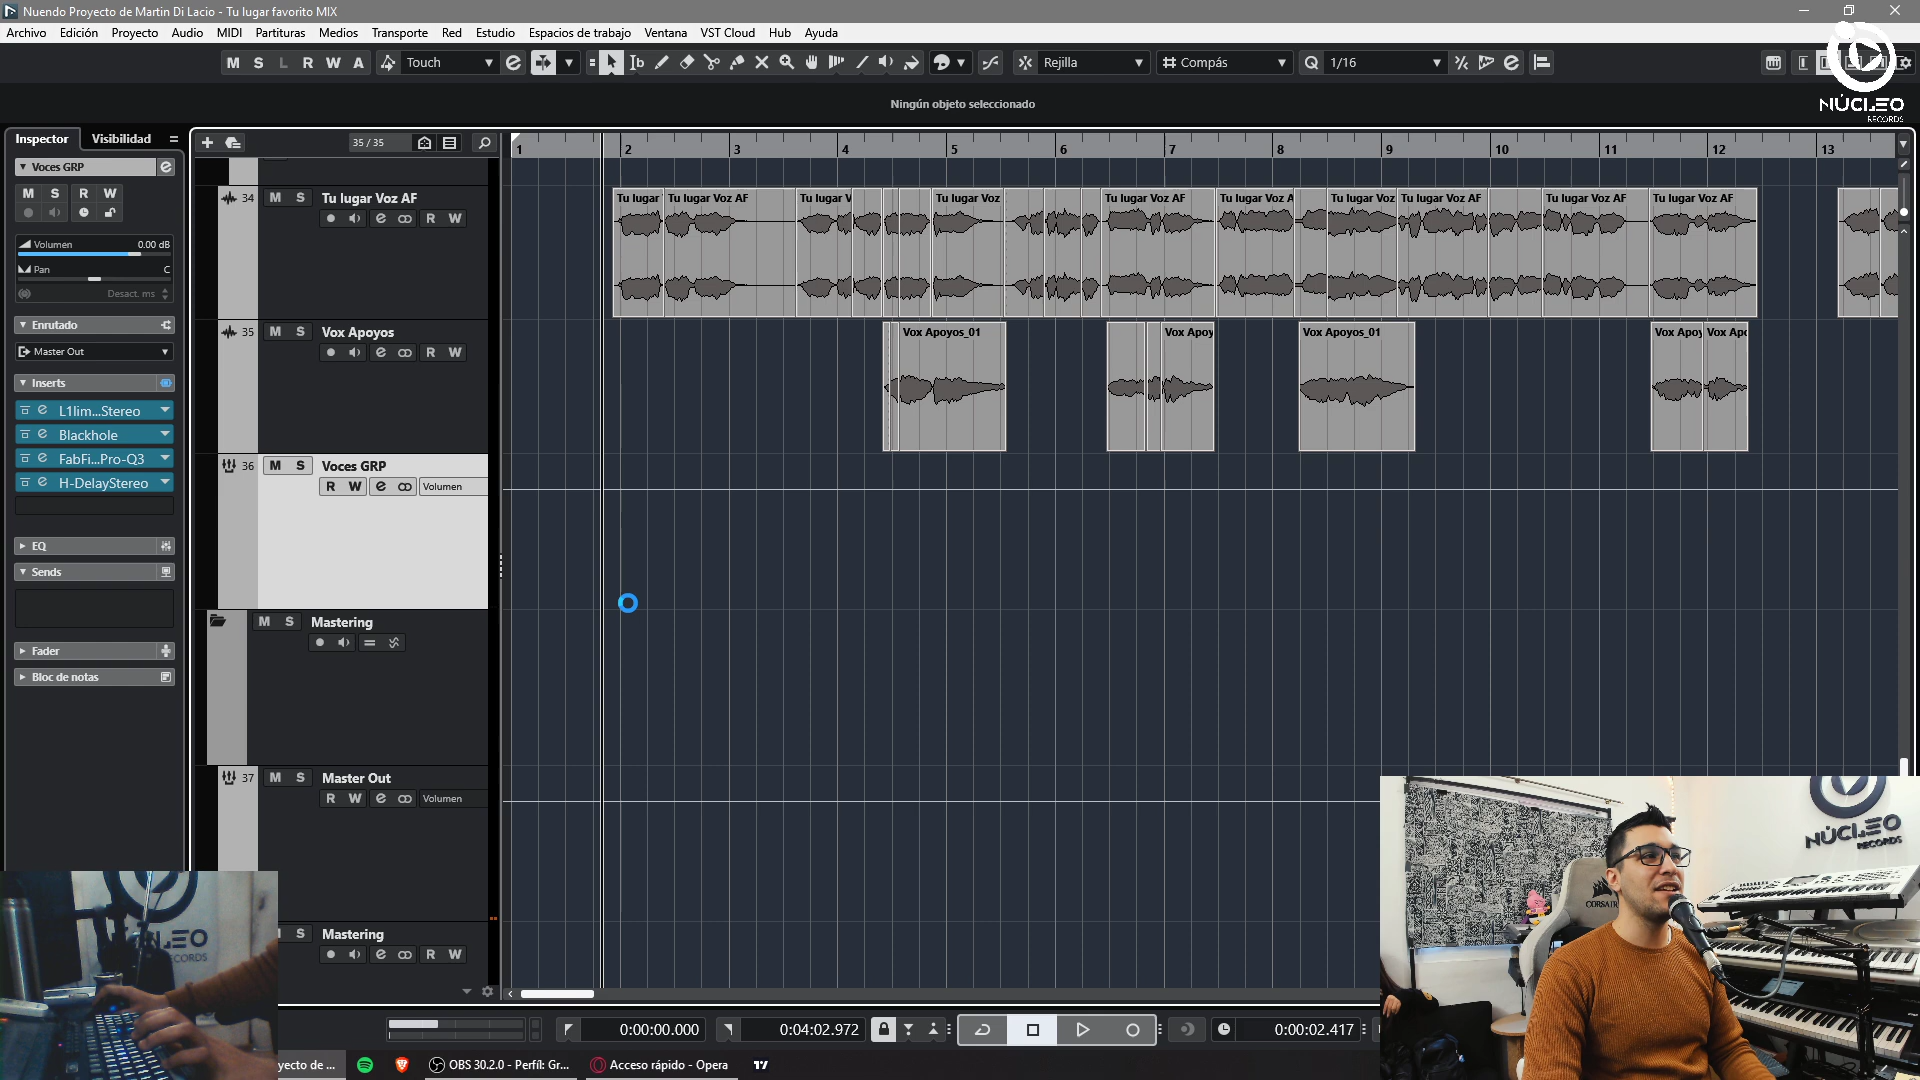 Nuendo Proyecto de Martin Di Lacio - Tu lugar favorito MIX
Archivo Edición Proyecto Audio MIDI Partituras Medios Transporte Red Estudio Espacios de trabajo Ventana VST Cloud Hub Ayuda
M S L R W A Touch Rejilla Compás Q 1/16
NÚCLEO
RECORDS
Ningún objeto seleccionado
Inspector Visibilidad
35 / 35
1 2 3 4 5 6 7 8 9 10 11 12 13
Voces GRP
M S R W
Volumen 0.00 dB
Pan C
Desact. ms
Enrutado
Master Out
Inserts
L1lim...Stereo
Blackhole
FabFi...Pro-Q3
H-DelayStereo
EQ
Sends
Fader
Bloc de notas
34 M S Tu lugar Voz AF
R W
Tu lugar Tu lugar Voz AF Tu lugar V Tu lugar Voz Tu lugar Voz AF Tu lugar Voz A Tu lugar Voz Tu lugar Voz AF Tu lugar Voz AF Tu lugar Voz AF
35 M S Vox Apoyos
R W
Vox Apoyos_01 Vox Apoy Vox Apoyos_01 Vox Apoy Vox Apo
36 M S Voces GRP
R W Volumen
M S Mastering
37 M S Master Out
R W Volumen
S Mastering
R W
NÚCLEO
RECORDS
CORSAIR
0:00:00.000 0:04:02.972 0:00:02.417
yecto de ... OBS 30.2.0 - Perfil: Gr... Acceso rápido - Opera